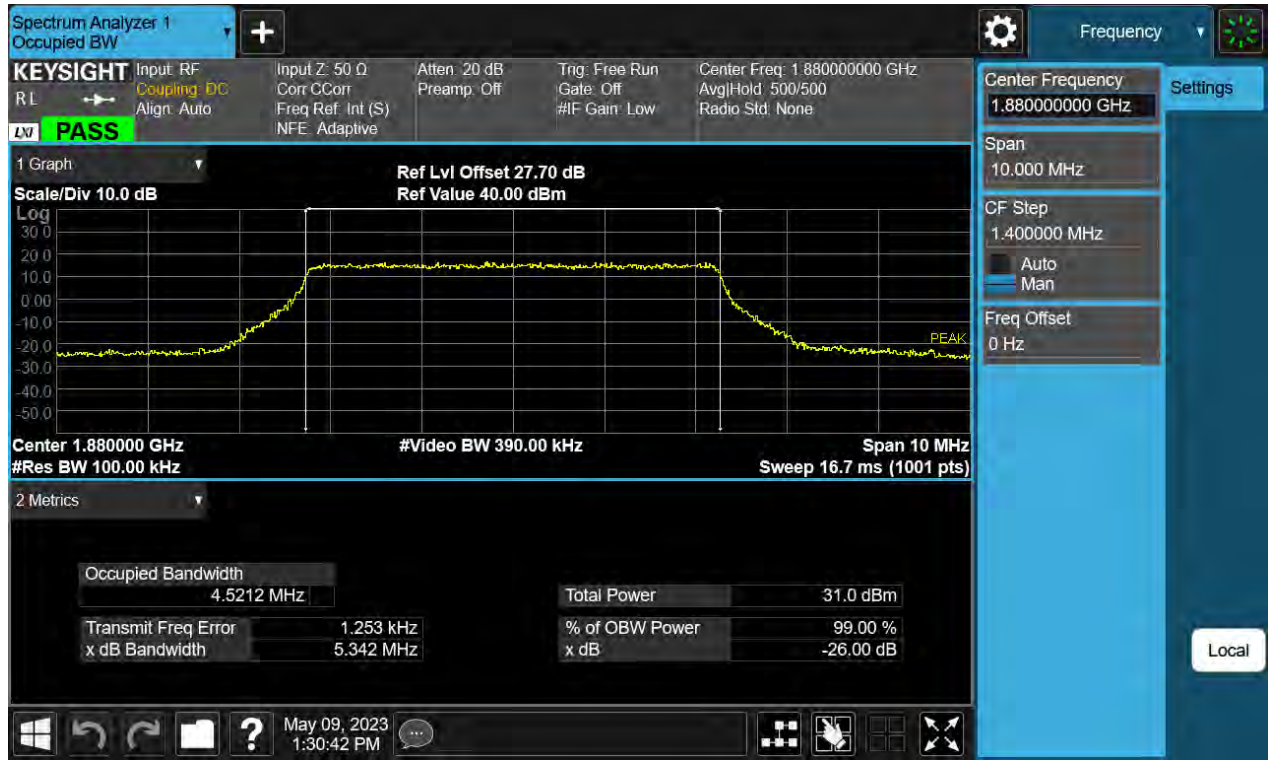 Spectrum Analyzer 1
Occupied BW
Frequency
KEYSIGHT
RL
LXI
PASS
Input: RF
Coupling: DC
Align: Auto
Input Z: 50 Ω
Corr CCorr
Freq Ref: Int (S)
NFE: Adaptive
Atten: 20 dB
Preamp: Off
Trig: Free Run
Gate: Off
#IF Gain: Low
Center Freq: 1.880000000 GHz
Avg|Hold: 500/500
Radio Std: None
Center Frequency
1.880000000 GHz
Settings
Span
10.000 MHz
CF Step
1.400000 MHz
Auto
Man
Freq Offset
0 Hz
Local
1 Graph
Scale/Div 10.0 dB
Ref Lvl Offset 27.70 dB
Ref Value 40.00 dBm
Log
30.0
20.0
10.0
0.00
-10.0
-20.0
-30.0
-40.0
-50.0
PEAK
Center 1.880000 GHz
#Video BW 390.00 kHz
Span 10 MHz
#Res BW 100.00 kHz
Sweep 16.7 ms (1001 pts)
2 Metrics
Occupied Bandwidth
4.5212 MHz
Total Power 31.0 dBm
Transmit Freq Error 1.253 kHz
% of OBW Power 99.00 %
x dB Bandwidth 5.342 MHz
x dB -26.00 dB
?
May 09, 2023
1:30:42 PM